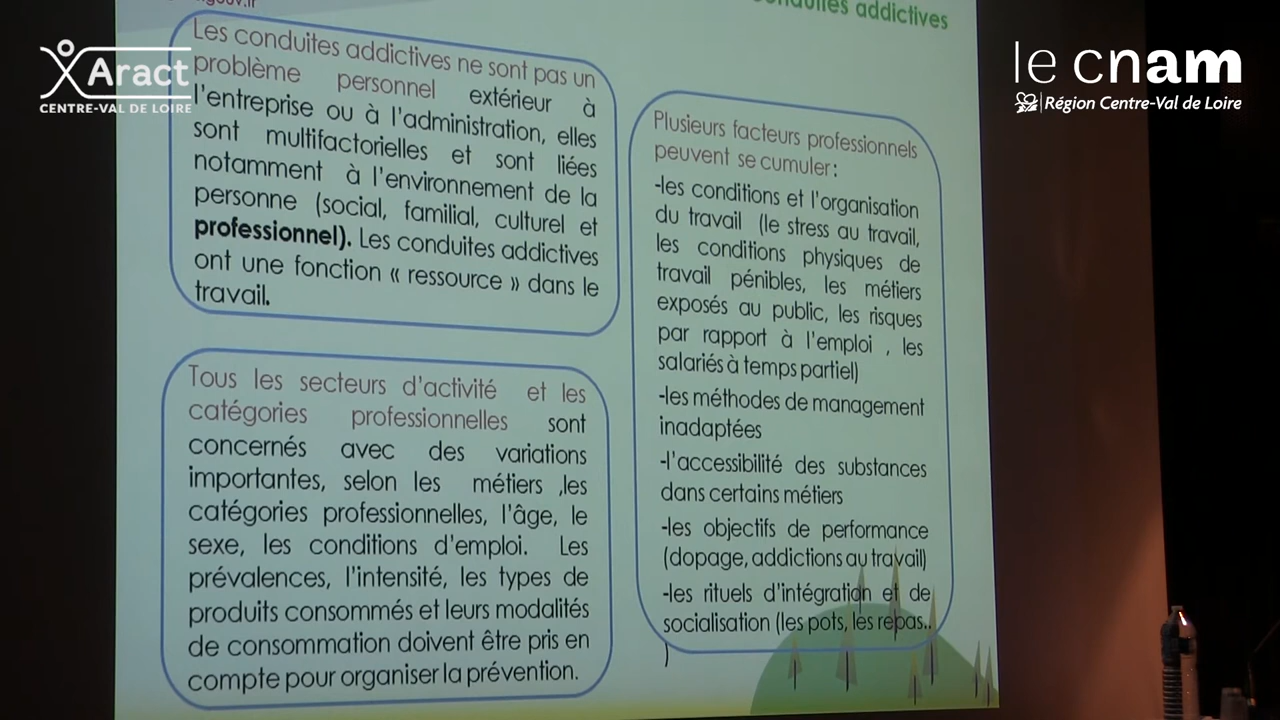 conduites addictives
Aract
CENTRE-VAL DE LOIRE
le cnam
Région Centre-Val de Loire
Les conduites addictives ne sont pas un
problème personnel extérieur à
l'entreprise ou à l'administration, elles
sont multifactorielles et sont liées
notamment à l'environnement de la
personne (social, familial, culturel et
professionnel). Les conduites addictives
ont une fonction « ressource » dans le
travail.
Tous les secteurs d'activité et les
catégories professionnelles sont
concernés avec des variations
importantes, selon les métiers ,les
catégories professionnelles, l'âge, le
sexe, les conditions d'emploi. Les
prévalences, l'intensité, les types de
produits consommés et leurs modalités
de consommation doivent être pris en
compte pour organiser la prévention.
Plusieurs facteurs professionnels
peuvent se cumuler :
-les conditions et l'organisation
du travail (le stress au travail,
les conditions physiques de
travail pénibles, les métiers
exposés au public, les risques
par rapport à l'emploi , les
salariés à temps partiel)
-les méthodes de management
inadaptées
-l'accessibilité des substances
dans certains métiers
-les objectifs de performance
(dopage, addictions au travail)
-les rituels d'intégration et de
socialisation (les pots, les repas..
)